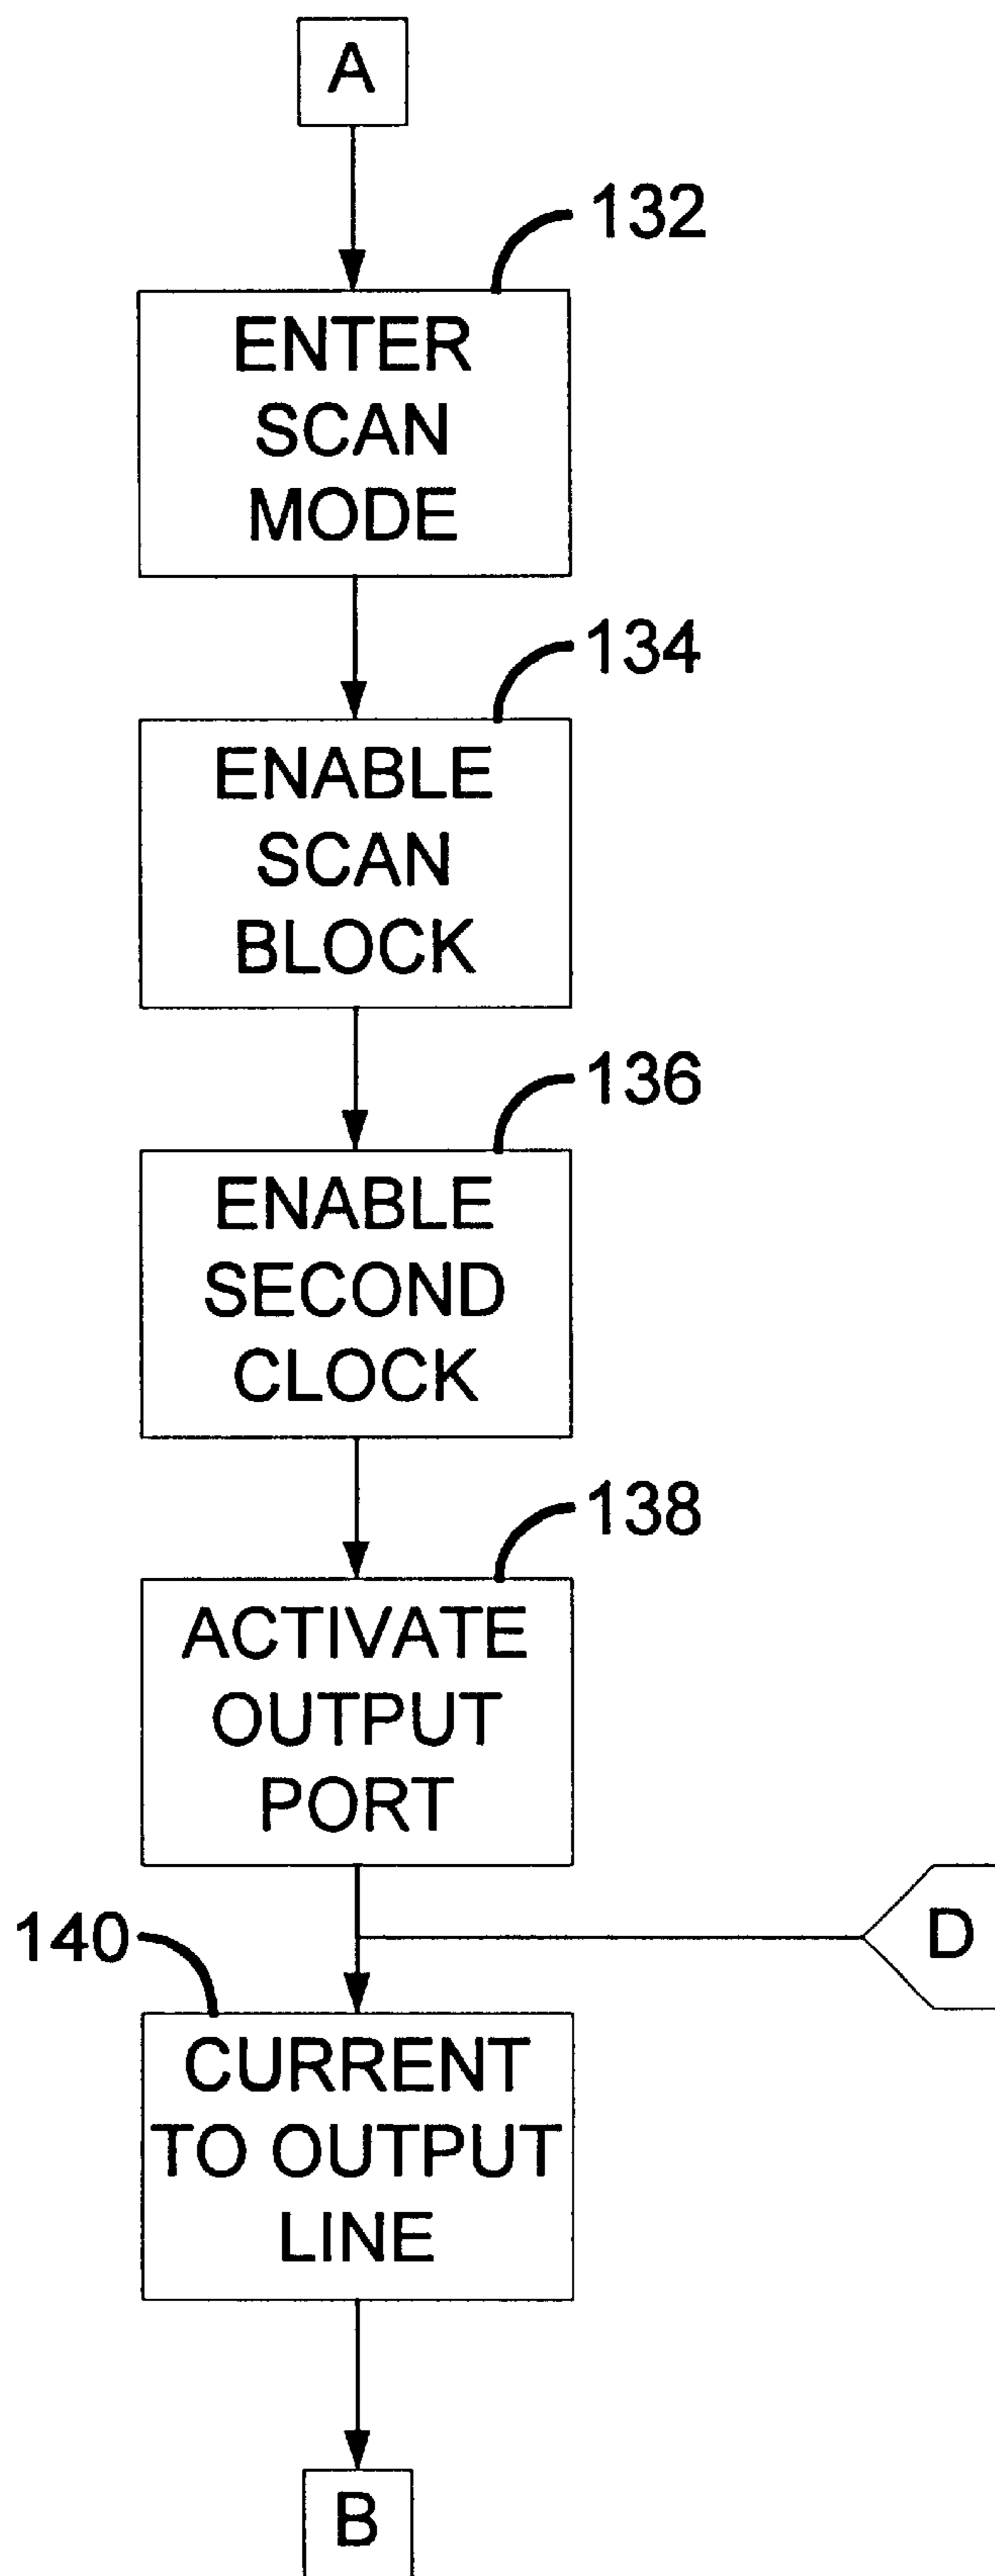 A
132
ENTER
SCAN
MODE
134
ENABLE
SCAN
BLOCK
136
ENABLE
SECOND
CLOCK
138
ACTIVATE
OUTPUT
PORT
D
140
CURRENT
TO OUTPUT
LINE
B